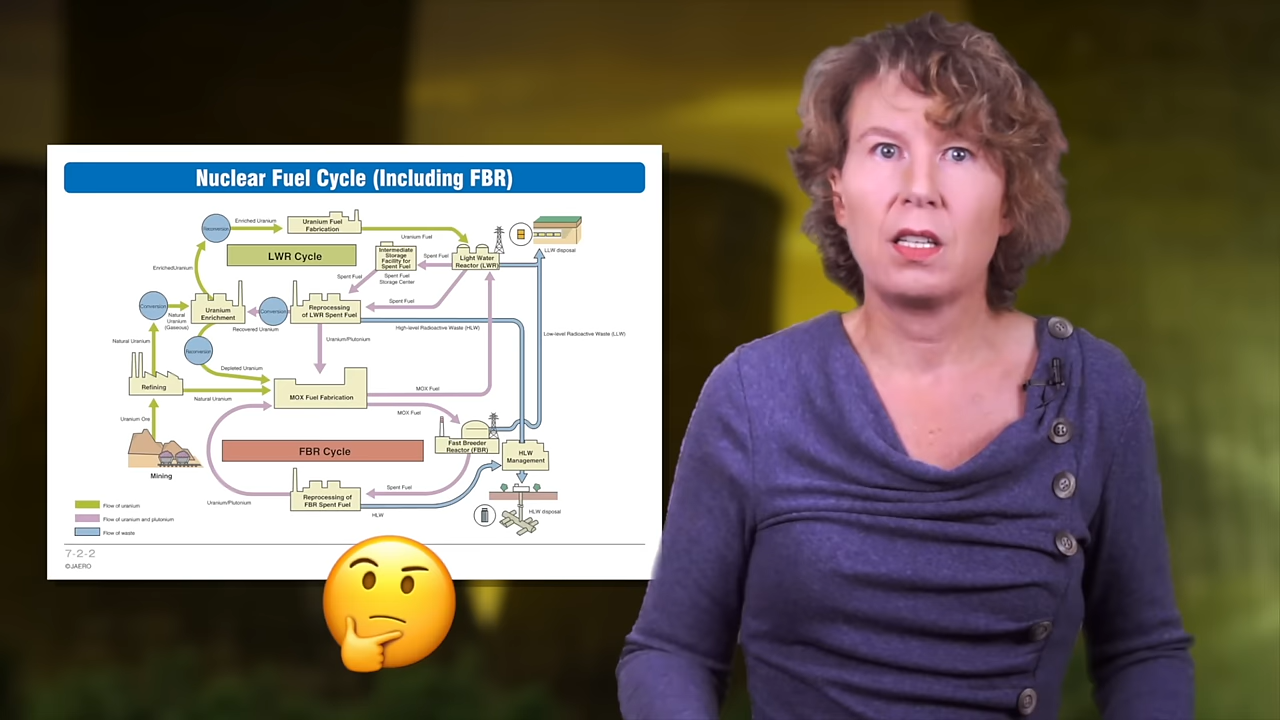 Nuclear Fuel Cycle (Including FBR)
Reconversion
Enriched Uranium
Uranium Fuel
Fabrication
Uranium Fuel
LWR Cycle
Intermediate
Storage
Facility for
Spent Fuel
Spent Fuel
Light Water
Reactor (LWR)
LLW disposal
EnrichedUranium
Spent Fuel
Spent Fuel
Storage Center
Conversion
Natural
Uranium
(Gaseous)
Uranium
Enrichment
Conversion
Recovered Uranium
Reprocessing
of LWR Spent Fuel
Spent Fuel
High-level Radioactive Waste (HLW)
Low-level Radioactive Waste (LLW)
Natural Uranium
Reconversion
Uranium/Plutonium
Depleted Uranium
Refining
Natural Uranium
MOX Fuel Fabrication
MOX Fuel
MOX Fuel
Uranium Ore
Mining
FBR Cycle
Fast Breeder
Reactor (FBR)
HLW
Management
Uranium/Plutonium
Reprocessing of
FBR Spent Fuel
Spent Fuel
HLW
HLW disposal
Flow of uranium
Flow of uranium and plutonium
Flow of waste
7-2-2
©JAERO